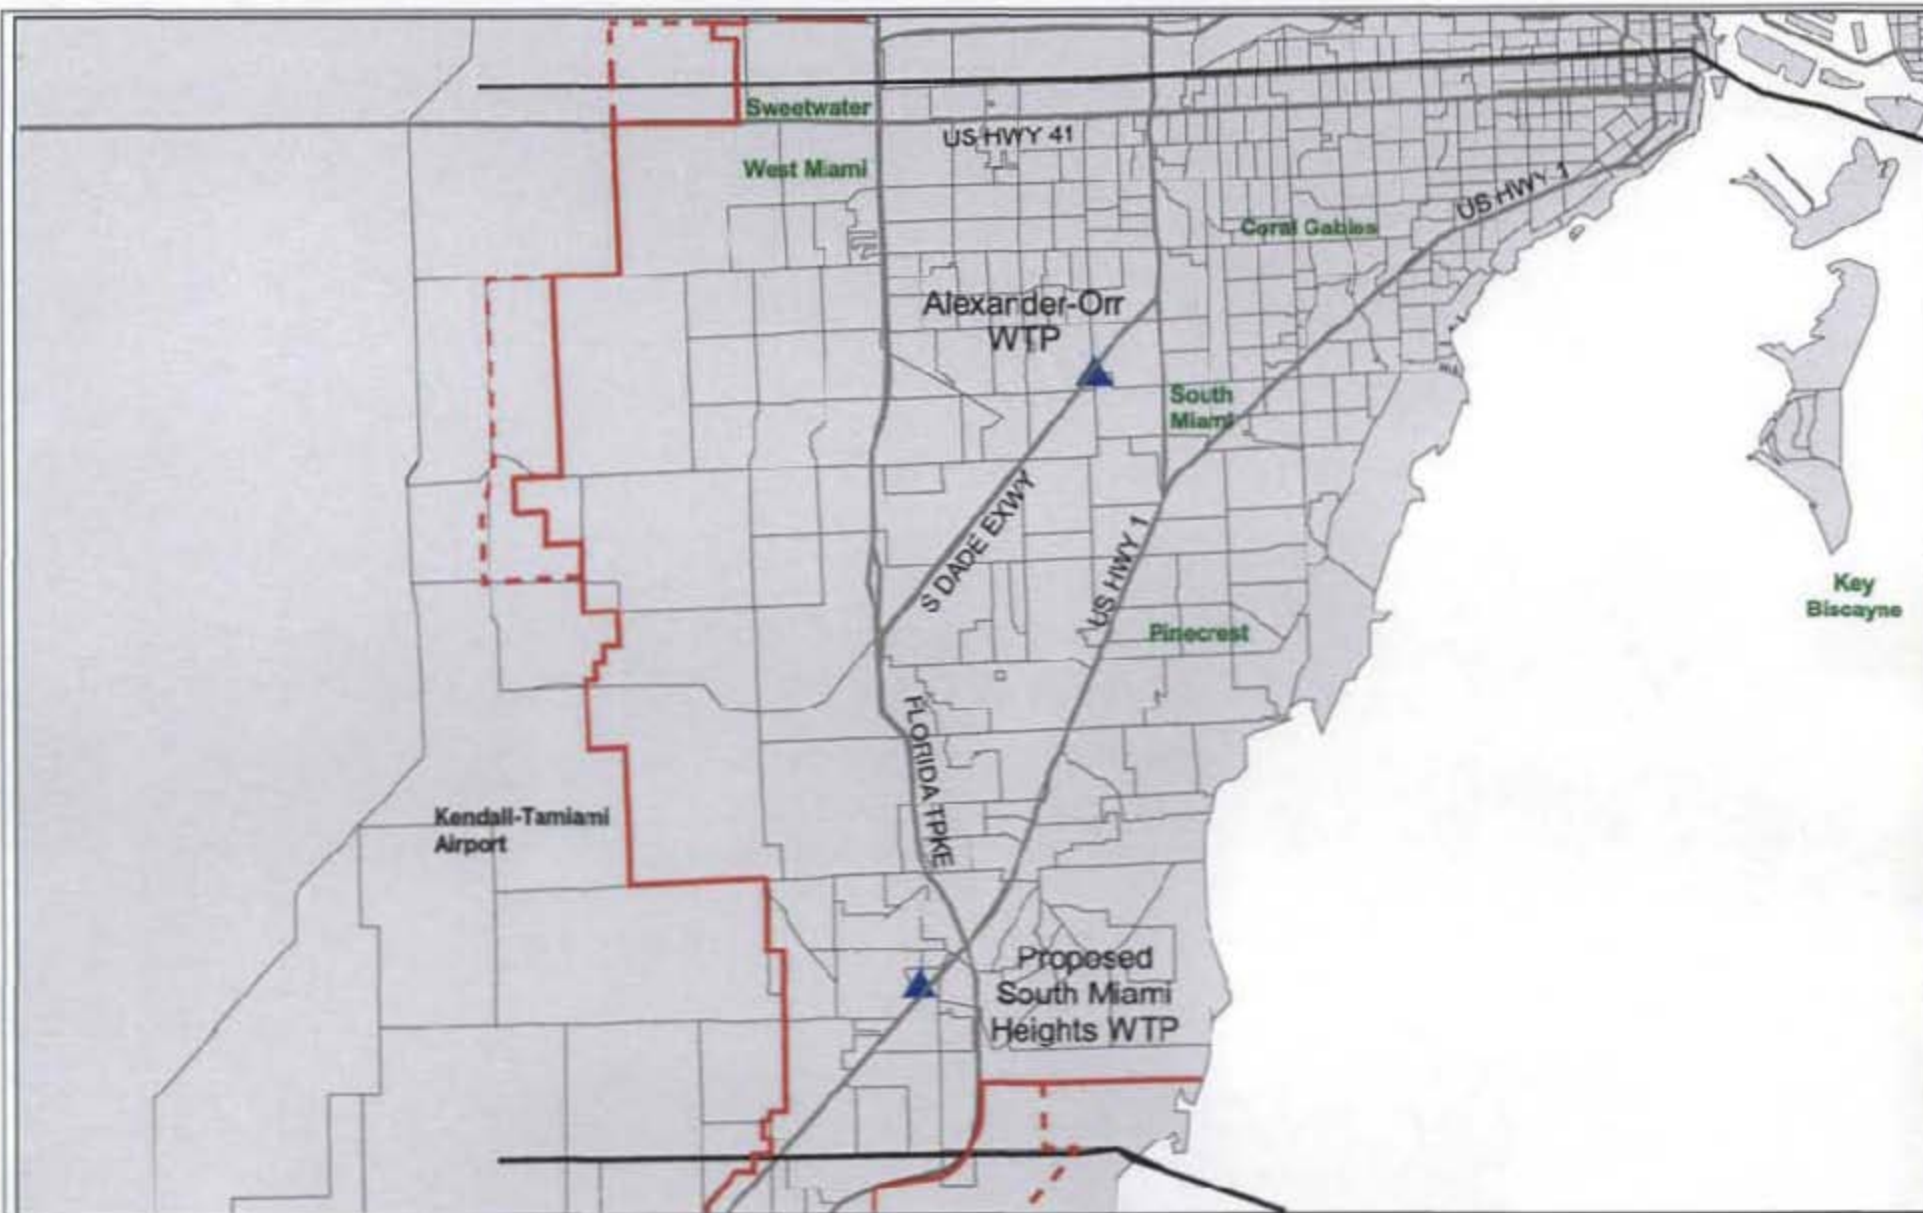 Sweetwater
US HWY 41
West Miami
US HWY 1
Coral Gables
Alexander-Orr
WTP
South
Miami
S DADE EXWY
US HWY 1
Key
Biscayne
Pinecrest
FLORIDA TPKE
Kendall-Tamiami
Airport
Proposed
South Miami
Heights WTP